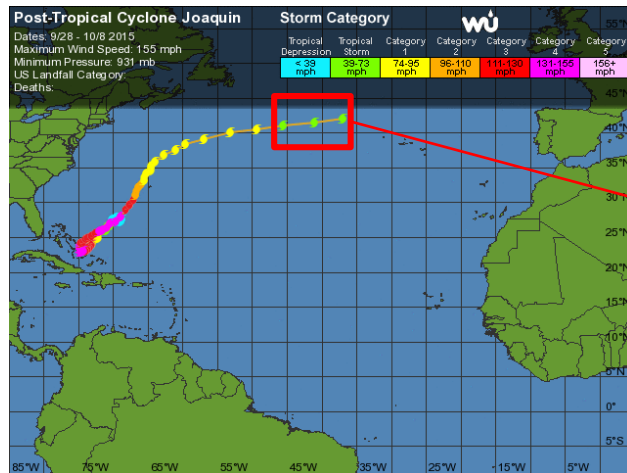 Post-Tropical Cyclone Joaquin
Storm Category
WU
Dates: 9/28 - 10/8 2015
Maximum Wind Speed: 155 mph
Minimum Pressure: 931 mb
US Landfall Category:
Deaths:
Tropical Depression
Tropical Storm
Category 1
Category 2
Category 3
Category 4
Category 5
< 39 mph
39-73 mph
74-95 mph
96-110 mph
111-130 mph
131-155 mph
156+ mph
55°N
45°N
40°N
35°N
30°N
25°N
20°N
15°N
10°N
5°N
0°
5°S
85°W
75°W
65°W
55°W
45°W
35°W
25°W
15°W
5°W